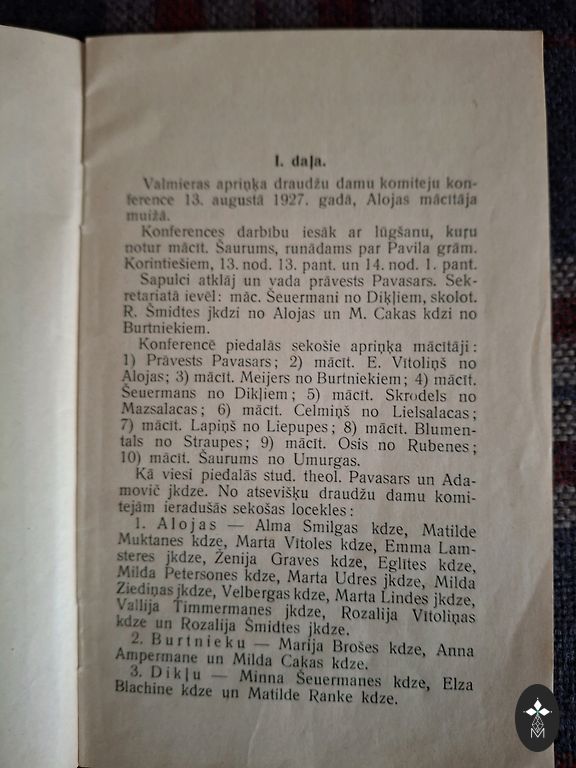 I. daļa.
Valmieras apriņķa draudžu damu komiteju kon-
ference 13. augustā 1927. gadā, Alojas mācītāja
muižā.
Konferences darbību iesāk ar lūgšanu, kuŗu
notur mācīt. Šaurums, runādams par Pavila grām.
Korintiešiem, 13. nod. 13. pant. un 14. nod. 1. pant.
Sapulci atklāj un vada prāvests Pavasars. Sek-
retariatā ievēl: māc. Šeuermani no Dikļiem, skolot.
R. Šmidtes jkdzi no Alojas un M. Cakas kdzi no
Burtniekiem.
Konferencē piedalās sekošie apriņķa mācītāji:
1) Prāvests Pavasars; 2) mācīt. E. Vītoliņš no
Alojas; 3) mācīt. Meijers no Burtniekiem; 4) mācīt.
Šeuermans no Dikļiem; 5) mācīt. Skrodels no
Mazsalacas; 6) mācīt. Celmiņš no Lielsalacas;
7) mācīt. Lapiņš no Liepupes; 8) mācīt. Blumen-
tals no Straupes; 9) mācīt. Osis no Rubenes;
10) mācīt. Šaurums no Umurgas.
Kā viesi piedalās stud. theol. Pavasars un Ada-
movič jkdze. No atsevišķu draudžu damu komi-
tejām ieradušās sekošas locekles:
1. Alojas — Alma Smilgas kdze, Matilde
Muktanes kdze, Marta Vītoles kdze, Emma Lam-
steres jkdze, Ženija Graves kdze, Eglītes kdze,
Milda Petersones kdze, Marta Udres jkdze, Milda
Ziediņas jkdze, Velbergas kdze, Marta Lindes jkdze,
Vallija Timmermanes jkdze, Rozalija Vītoliņas
kdze un Rozalija Šmidtes jkdze.
2. Burtnieku — Marija Brošes kdze, Anna
Ampermane un Milda Cakas kdze.
3. Dikļu — Minna Šeuermanes kdze, Elza
Blachine kdze un Matilde Ranke kdze.